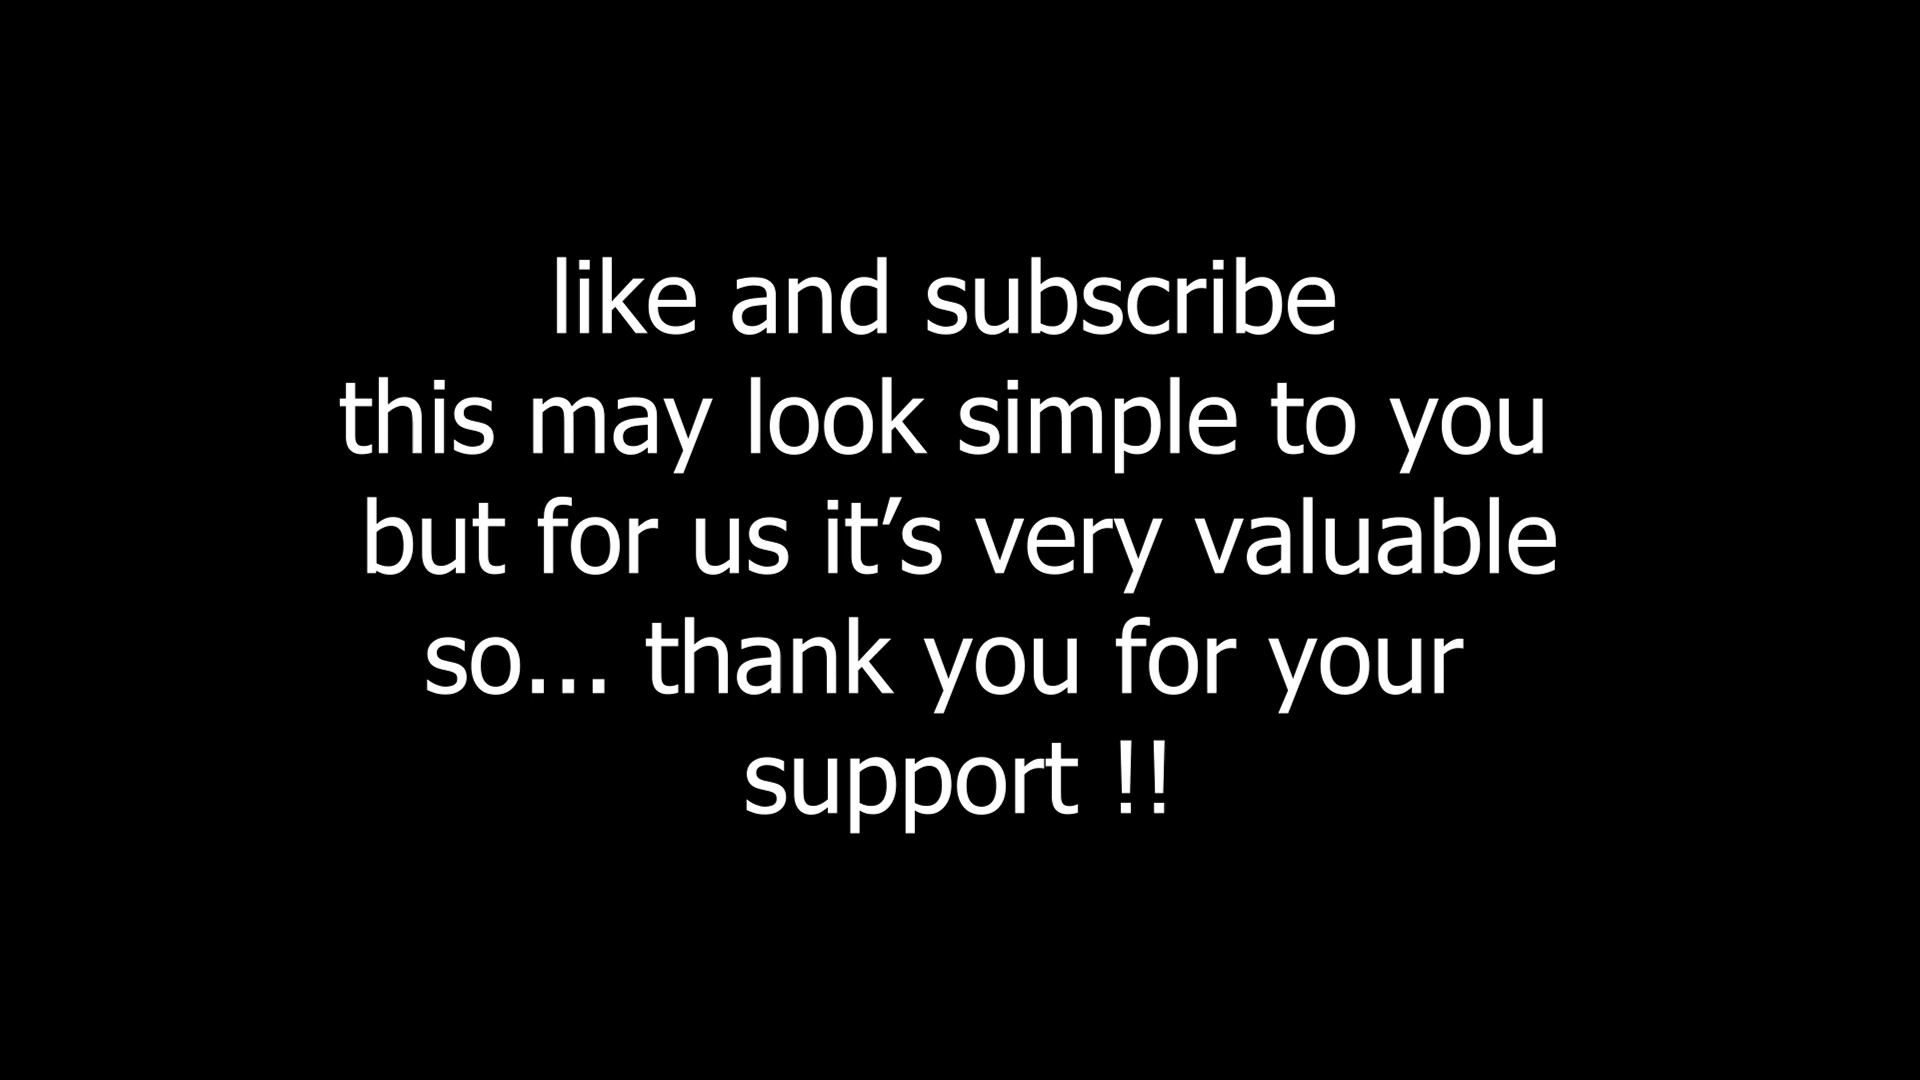 like and subscribe
this may look simple to you
but for us it’s very valuable
so... thank you for your
support !!